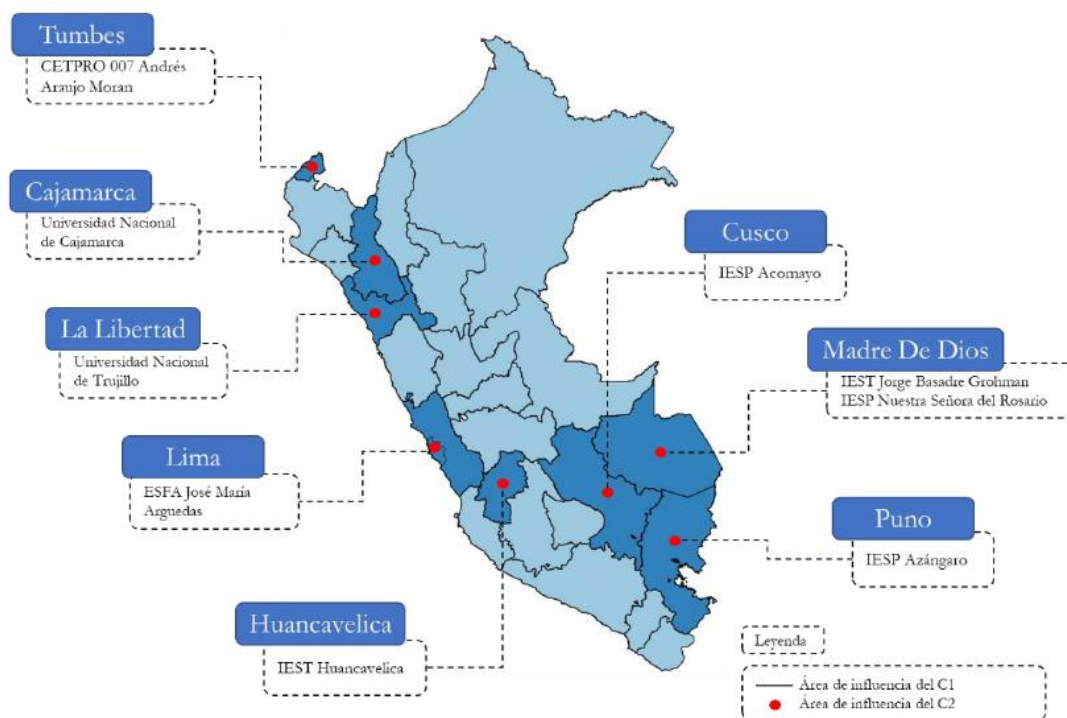 Tumbes
CETPRO 007 Andrés
Araujo Moran
Cajamarca
Universidad Nacional
de Cajamarca
La Libertad
Universidad Nacional
de Trujillo
Lima
ESFA José María
Arguedas
Huancavelica
IEST Huancavelica
Cusco
IESP Acomayo
Madre De Dios
IEST Jorge Basadre Grohman
IESP Nuestra Señora del Rosario
Puno
IESP Azángaro
Leyenda
Área de influencia del C1
Área de influencia del C2